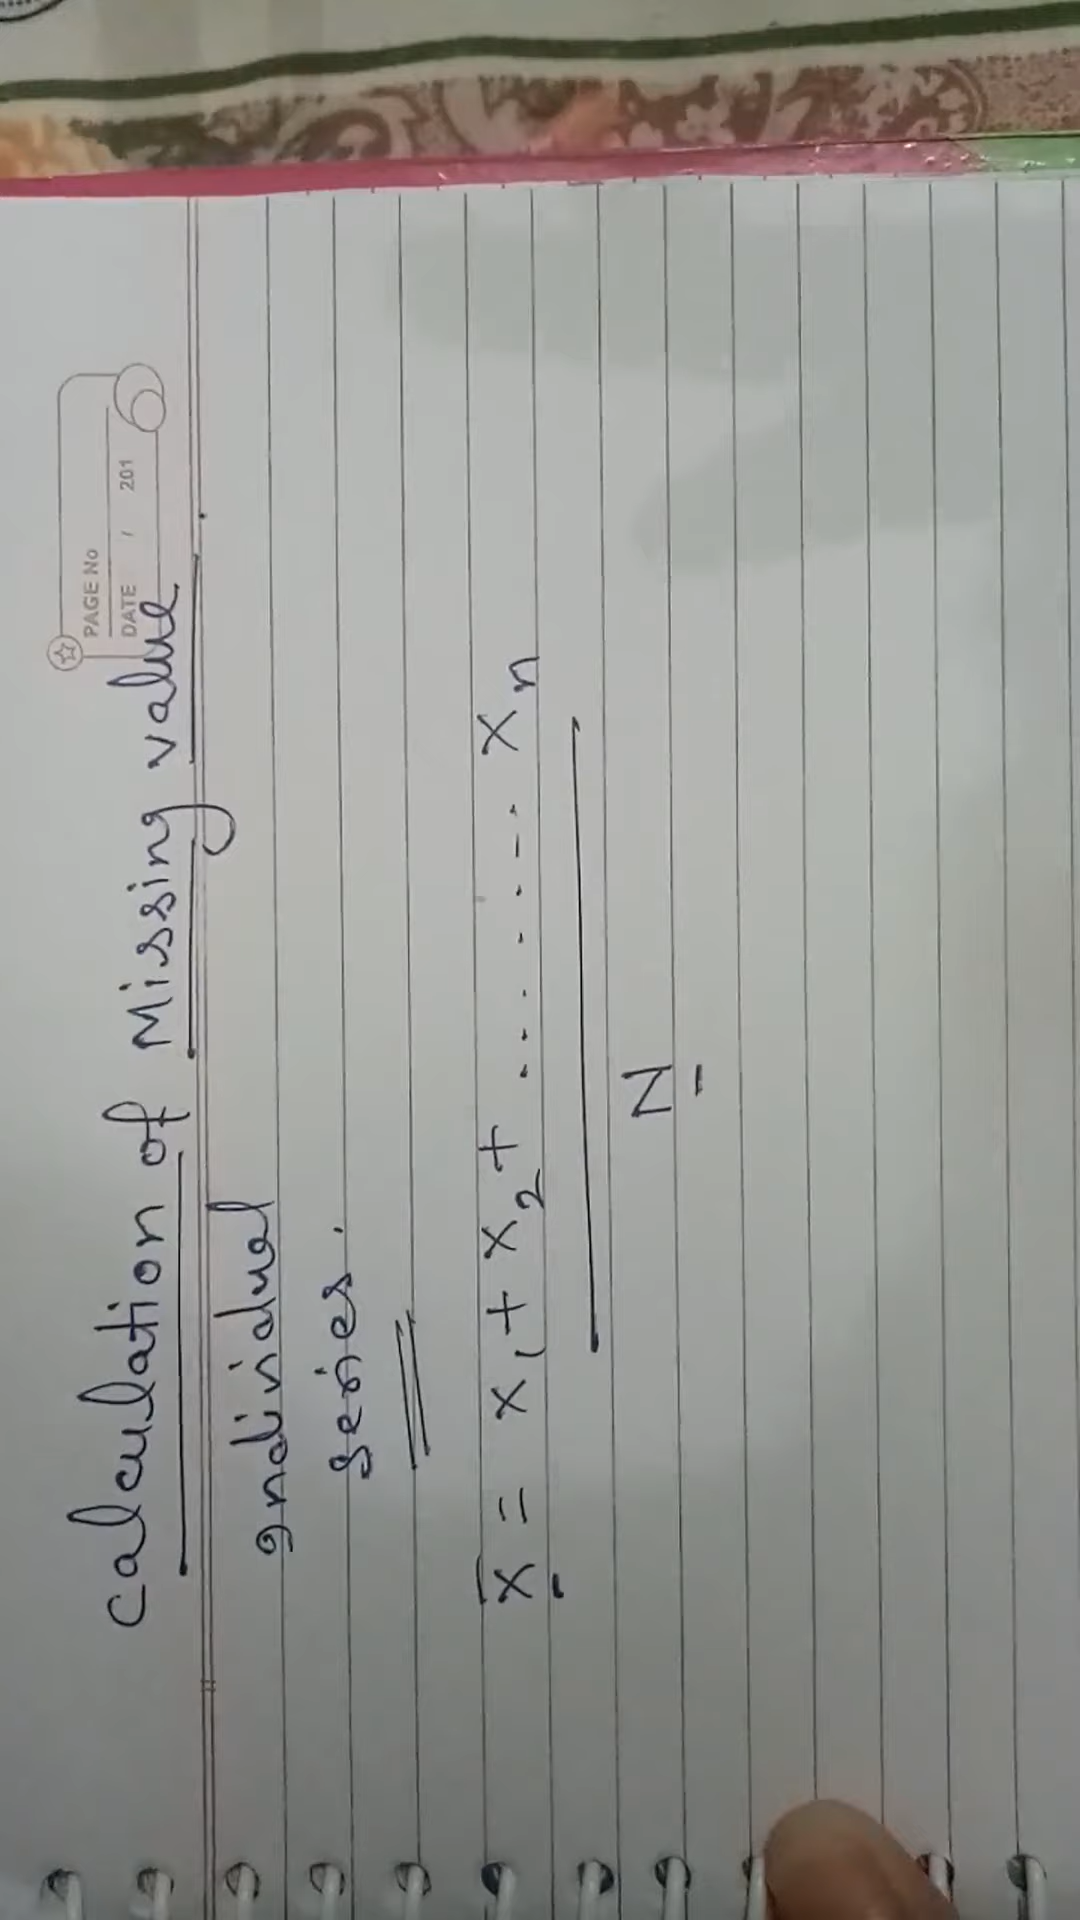 PAGE No
DATE / 201
Calculation of Missing value.
Individual
Series.
X̄ = X₁ + X₂ + ........ Xₙ
N